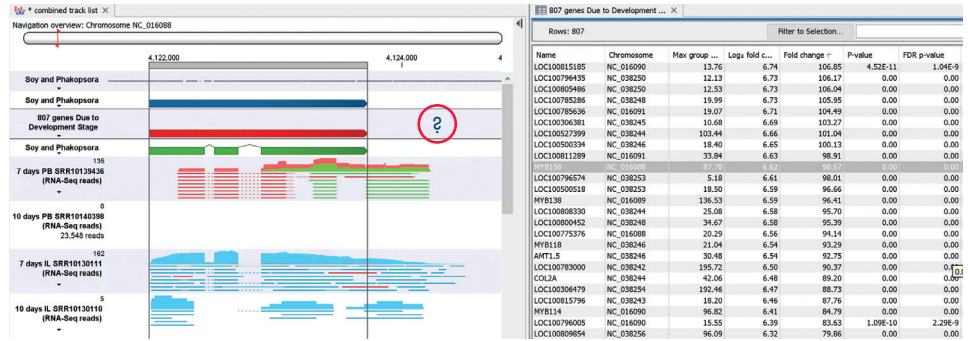 * combined track list ×
Navigation overview: Chromosome NC_016088
4,122,000 4,124,000 4
Soy and Phakopsora
Soy and Phakopsora
807 genes Due to
Development Stage
?
Soy and Phakopsora
135
7 days PB SRR10139436
(RNA-Seq reads)
0
10 days PB SRR10140398
(RNA-Seq reads)
23,548 reads
162
7 days IL SRR10130111
(RNA-Seq reads)
5
10 days IL SRR10130110
(RNA-Seq reads)
807 genes Due to Development ... ×
Rows: 807 Filter to Selection...
Name Chromosome Max group ... Log₂ fold c... Fold change P-value FDR p-value
LOC100815185 NC_016090 13.76 6.74 106.85 4.52E-11 1.04E-9
LOC100796435 NC_038250 12.13 6.73 106.17 0.00 0.00
LOC100805486 NC_038250 12.53 6.73 106.04 0.00 0.00
LOC100785286 NC_038248 19.99 6.73 105.95 0.00 0.00
LOC100785636 NC_016091 19.07 6.71 104.49 0.00 0.00
LOC100306381 NC_038245 10.68 6.69 103.27 0.00 0.00
LOC100527399 NC_038244 103.44 6.66 101.04 0.00 0.00
LOC100500334 NC_038246 18.40 6.65 100.13 0.00 0.00
LOC100811289 NC_016091 33.84 6.63 98.91 0.00 0.00
MYB158 NC_016088 87.78 6.62 98.57 0.00 0.00
LOC100796574 NC_038253 5.18 6.61 98.01 0.00 0.00
LOC100500518 NC_038253 18.50 6.59 96.66 0.00 0.00
MYB138 NC_016089 136.53 6.59 96.41 0.00 0.00
LOC100808330 NC_038244 25.08 6.58 95.70 0.00 0.00
LOC100800452 NC_038248 34.67 6.58 95.39 0.00 0.00
LOC100775376 NC_016088 20.29 6.56 94.14 0.00 0.00
MYB118 NC_038246 21.04 6.54 93.29 0.00 0.00
AMT1.5 NC_038246 30.48 6.54 92.75 0.00 0.00
LOC100783000 NC_038242 195.72 6.50 90.37 0.00
COL2A NC_038244 42.06 6.48 89.20 0.00 0.00
LOC100306479 NC_038254 192.46 6.47 88.73 0.00 0.00
LOC100815796 NC_038243 18.20 6.46 87.76 0.00 0.00
MYB114 NC_016090 96.82 6.41 84.79 0.00 0.00
LOC100796005 NC_016090 15.55 6.39 83.63 1.09E-10 2.29E-9
LOC100809854 NC_038256 96.09 6.32 79.86 0.00 0.00